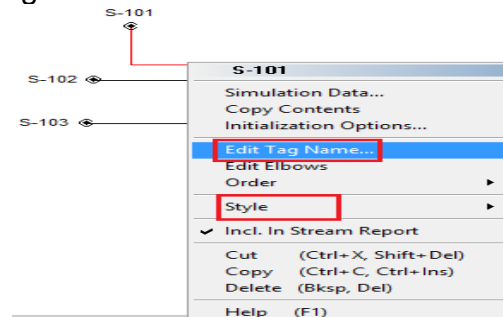 S-101
S-102
S-103
S-101
Simulation Data...
Copy Contents
Initialization Options...
Edit Tag Name...
Edit Elbows
Order
Style
Incl. In Stream Report
Cut (Ctrl+X, Shift+Del)
Copy (Ctrl+C, Ctrl+Ins)
Delete (Bksp, Del)
Help (F1)